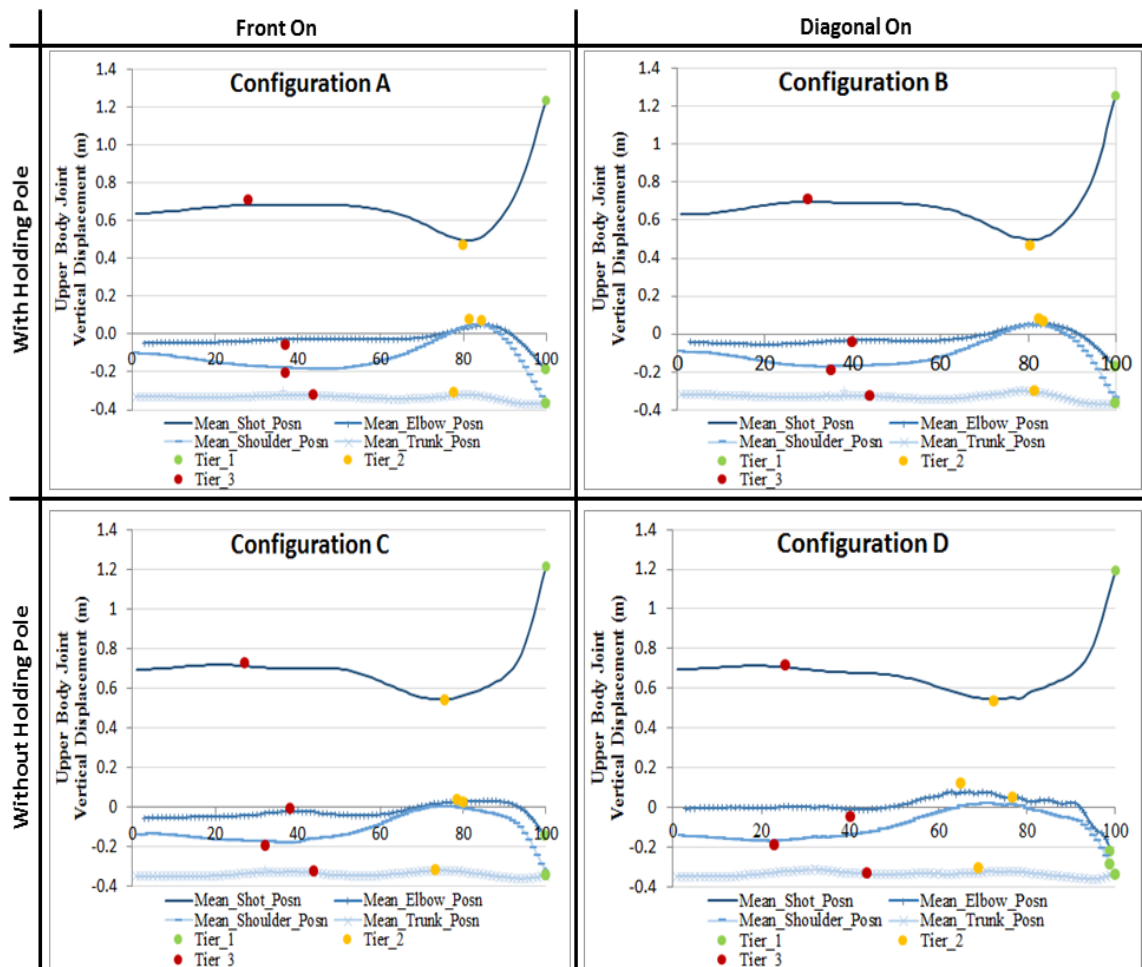 Front On
Diagonal On
With Holding Pole
Configuration A
Upper Body Joint
Vertical Displacement (m)
1.4
1.2
1.0
0.8
0.6
0.4
0.2
0.0
-0.2
-0.4
0 20 40 60 80 100
Mean_Shot_Posn Mean_Elbow_Posn
Mean_Shoulder_Posn Mean_Trunk_Posn
Tier_1 Tier_2
Tier_3
Configuration B
Upper Body Joint
Vertical Displacement (m)
1.4
1.2
1.0
0.8
0.6
0.4
0.2
0.0
-0.2
-0.4
0 20 40 60 80 100
Mean_Shot_Posn Mean_Elbow_Posn
Mean_Shoulder_Posn Mean_Trunk_Posn
Tier_1 Tier_2
Tier_3
Without Holding Pole
Configuration C
Upper Body Joint
Vertical Displacement (m)
1.4
1.2
1
0.8
0.6
0.4
0.2
0
-0.2
-0.4
0 20 40 60 80 100
Mean_Shot_Posn Mean_Elbow_Posn
Mean_Shoulder_Posn Mean_Trunk_Posn
Tier_1 Tier_2
Tier_3
Configuration D
Upper Body Joint
Vertical Displacement (m)
1.4
1.2
1
0.8
0.6
0.4
0.2
0
-0.2
-0.4
0 20 40 60 80 100
Mean_Shot_Posn Mean_Elbow_Posn
Mean_Shoulder_Posn Mean_Trunk_Posn
Tier_1 Tier_2
Tier_3